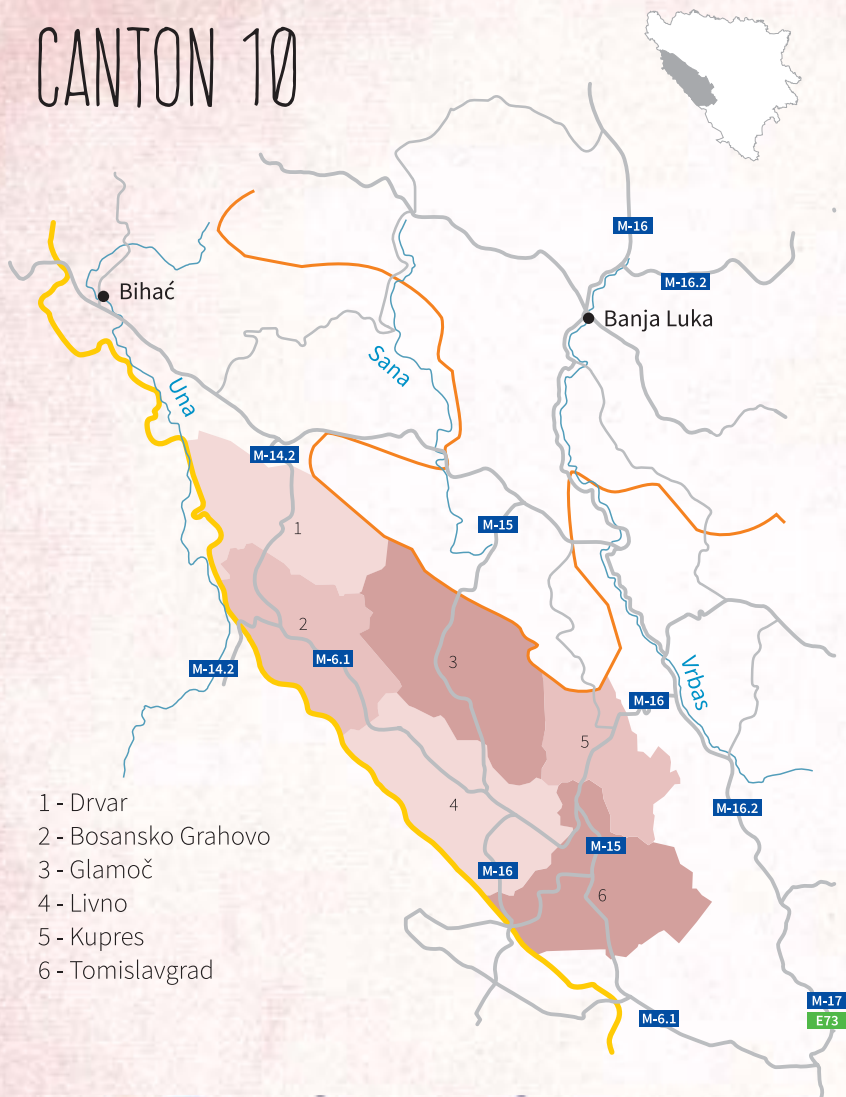 CANTON 10
M-16
M-16.2
Bihać
Banja Luka
Sana
Una
M-14.2
M-15
1
2
M-6.1
3
M-14.2
Vrbas
M-16
5
1 - Drvar
4
M-16.2
2 - Bosansko Grahovo
M-15
3 - Glamoč
M-16
6
4 - Livno
5 - Kupres
6 - Tomislavgrad
M-17
M-6.1
E73